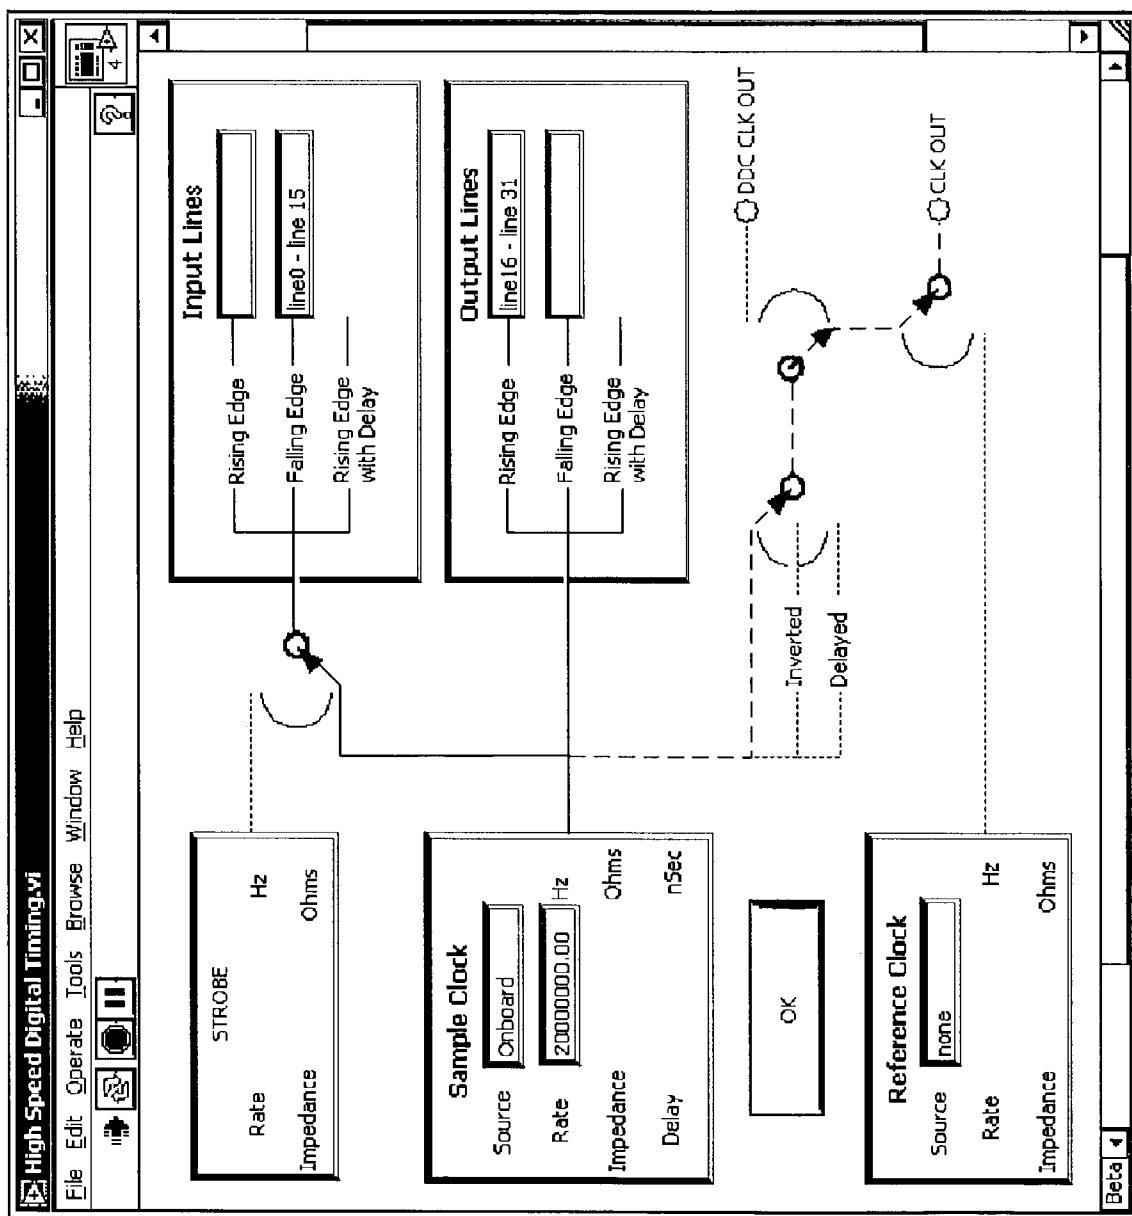 High Speed Digital Timing.vi
File Edit Operate Tools Browse Window Help
4
?
STROBE
Rate Hz
Impedance Ohms
Input Lines
Rising Edge
Falling Edge line0 - line 15
Rising Edge
with Delay
Sample Clock
Source Onboard
Rate 20000000.00 Hz
Impedance Ohms
Delay nSec
Output Lines
Rising Edge line16 - line 31
Falling Edge
Rising Edge
with Delay
OK
Inverted
Delayed
DDC CLK OUT
CLK OUT
Reference Clock
Source none
Rate Hz
Impedance Ohms
Beta